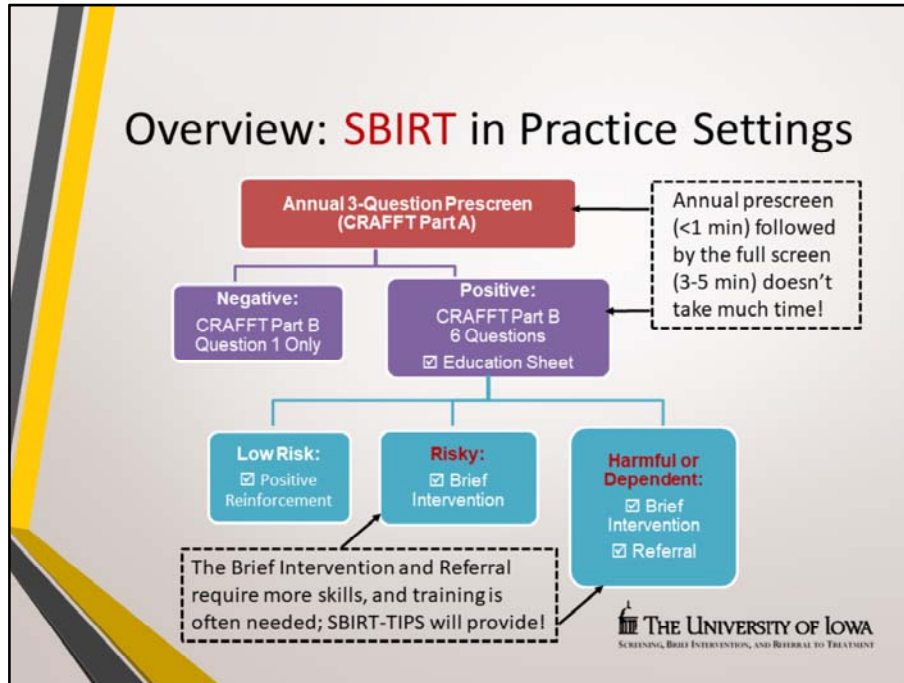 Overview: SBIRT in Practice Settings
Annual 3-Question Prescreen
(CRAFFT Part A)
Annual prescreen
(<1 min) followed
by the full screen
(3-5 min) doesn't
take much time!
Negative:
CRAFFT Part B
Question 1 Only
Positive:
CRAFFT Part B
6 Questions
☑ Education Sheet
Low Risk:
☑ Positive
Reinforcement
Risky:
☑ Brief
Intervention
Harmful or
Dependent:
☑ Brief
Intervention
☑ Referral
The Brief Intervention and Referral
require more skills, and training is
often needed; SBIRT-TIPS will provide!
THE UNIVERSITY OF IOWA
SCREENING, BRIEF INTERVENTION, AND REFERRAL TO TREATMENT